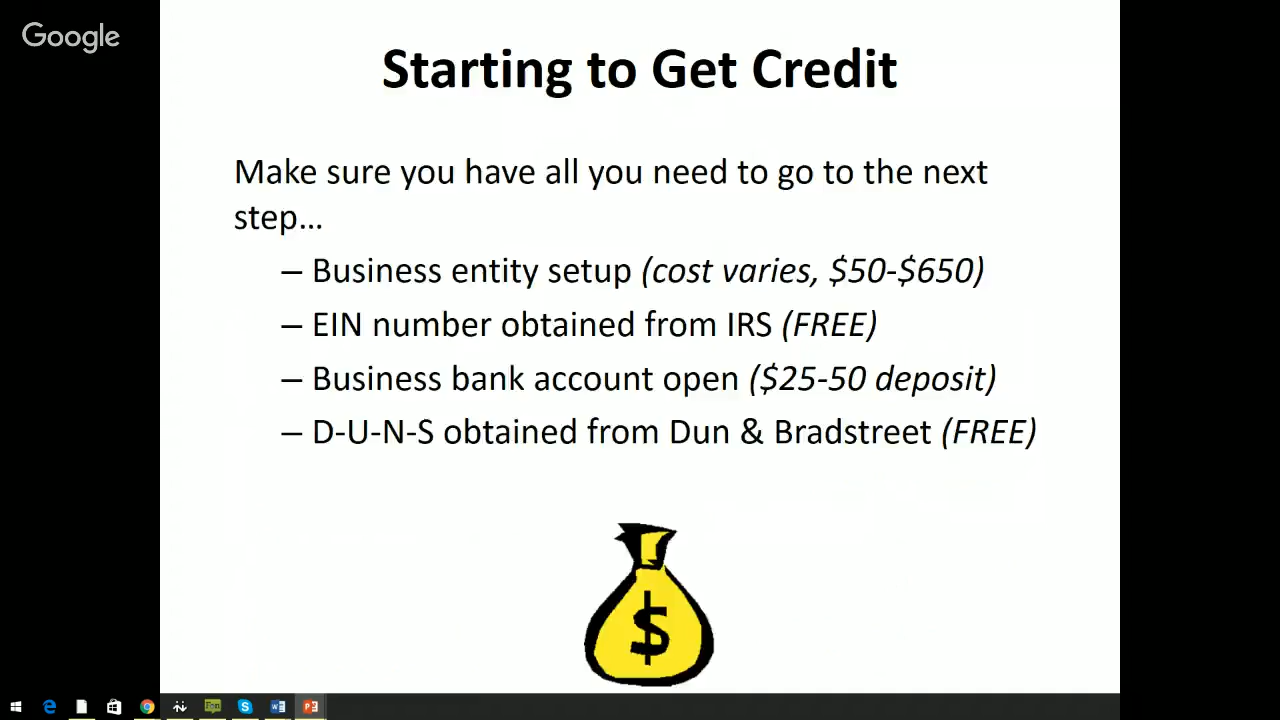 Google
Starting to Get Credit
Make sure you have all you need to go to the next
step…
– Business entity setup (cost varies, $50-$650)
– EIN number obtained from IRS (FREE)
– Business bank account open ($25-50 deposit)
– D-U-N-S obtained from Dun & Bradstreet (FREE)
$